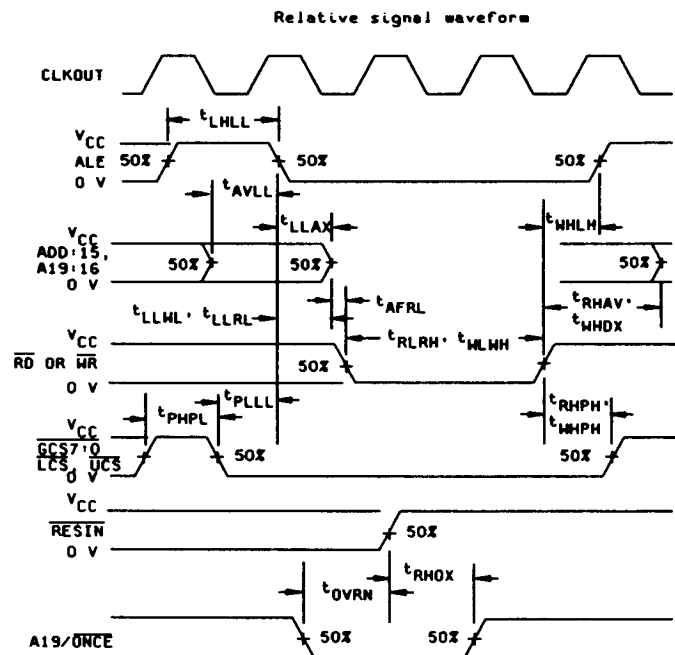 Relative signal waveform
CLKOUT
tLHLL
VCC
ALE 50% 50% 50%
0 V
tAVLL
tLLAX tWHLH
VCC
ADD:15,
A19:16 50% 50% 50%
0 V
tAFRL
tRHAV, tWHDX
tLLWL, tLLRL
tRLRH, tWLWH
VCC
RD OR WR 50%
0 V
tPHPL tPLLL tRHPH, tWHPH
VCC
GCS7:0
LCS, UCS 50% 50%
0 V
VCC
RESIN 50%
0 V
tOVRN tRHOX
A19/ONCE 50% 50%